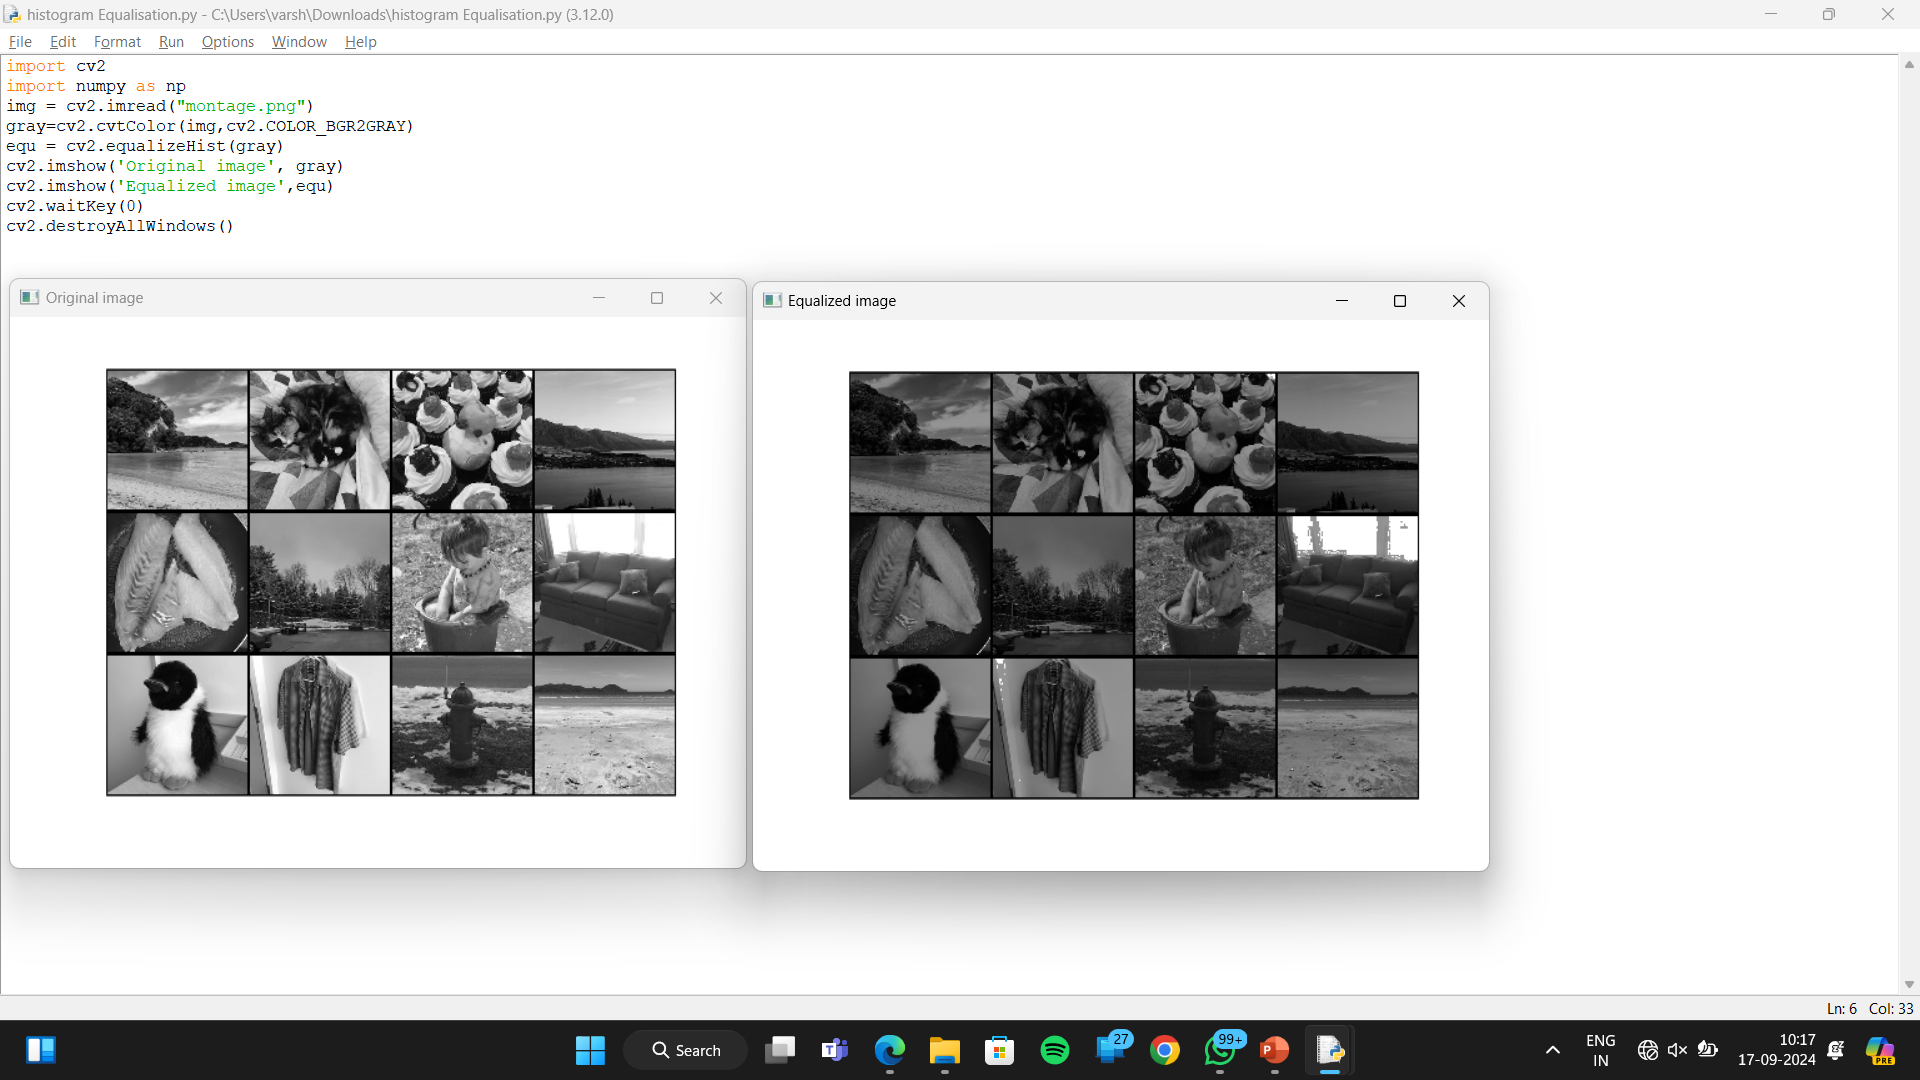 histogram Equalisation.py - C:\Users\varsh\Downloads\histogram Equalisation.py (3.12.0)
File Edit Format Run Options Window Help
import cv2
import numpy as np
img = cv2.imread("montage.png")
gray=cv2.cvtColor(img,cv2.COLOR_BGR2GRAY)
equ = cv2.equalizeHist(gray)
cv2.imshow('Original image', gray)
cv2.imshow('Equalized image',equ)
cv2.waitKey(0)
cv2.destroyAllWindows()
Original image
Equalized image
Ln: 6 Col: 33
Search
27
99+
ENG
IN
10:17
17-09-2024
PRE